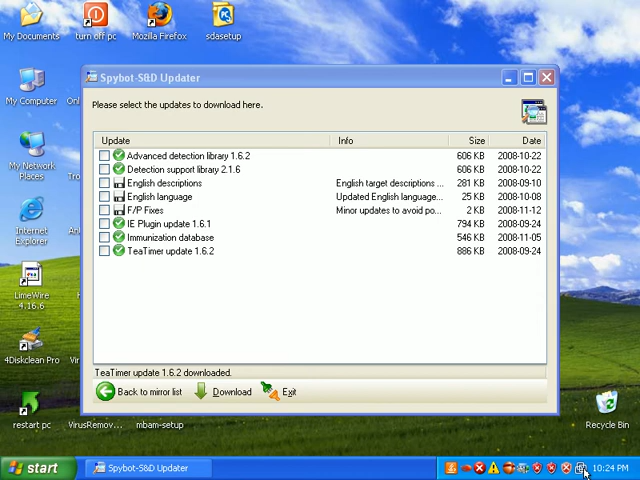 My Documents
turn off pc
Mozilla Firefox
sdasetup
Spybot-S&D Updater
Please select the updates to download here.
My Computer
Onl
Update Info Size Date
Advanced detection library 1.6.2 606 KB 2008-10-22
Detection support library 2.1.6 606 KB 2008-10-22
English descriptions English target descriptions ... 281 KB 2008-09-10
English language Updated English language... 25 KB 2008-10-08
F/P Fixes Minor updates to avoid po... 2 KB 2008-11-12
IE Plugin update 1.6.1 794 KB 2008-09-24
Immunization database 546 KB 2008-11-05
TeaTimer update 1.6.2 886 KB 2008-09-24
My Network
Places
Tro
Internet
Explorer
LimeWire
4.16.6
4Diskclean Pro
TeaTimer update 1.6.2 downloaded.
Back to mirror list Download Exit
restart pc
VirusRemov...
mbam-setup
Recycle Bin
start
Spybot-S&D Updater
10:24 PM